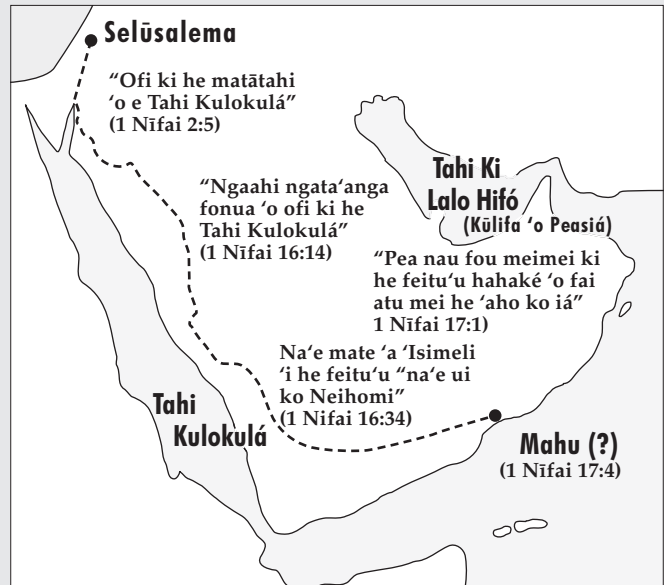 Selūsalema
“Ofi ki he matātahi
‘o e Tahi Kulokulá”
(1 Nīfai 2:5)
“Ngaahi ngata‘anga
fonua ‘o ofi ki he
Tahi Kulokulá”
(1 Nīfai 16:14)
Tahi Ki
Lalo Hifó
(Kūlifa ‘o Peasiá)
“Pea nau fou meimei ki
he feitu‘u hahaké ‘o fai
atu mei he ‘aho ko iá”
1 Nīfai 17:1)
Na‘e mate ‘a ‘Isimeli
‘i he feitu‘u “na‘e ui
ko Neihomi”
(1 Nifai 16:34)
Tahi
Kulokulá
Mahu (?)
(1 Nīfai 17:4)